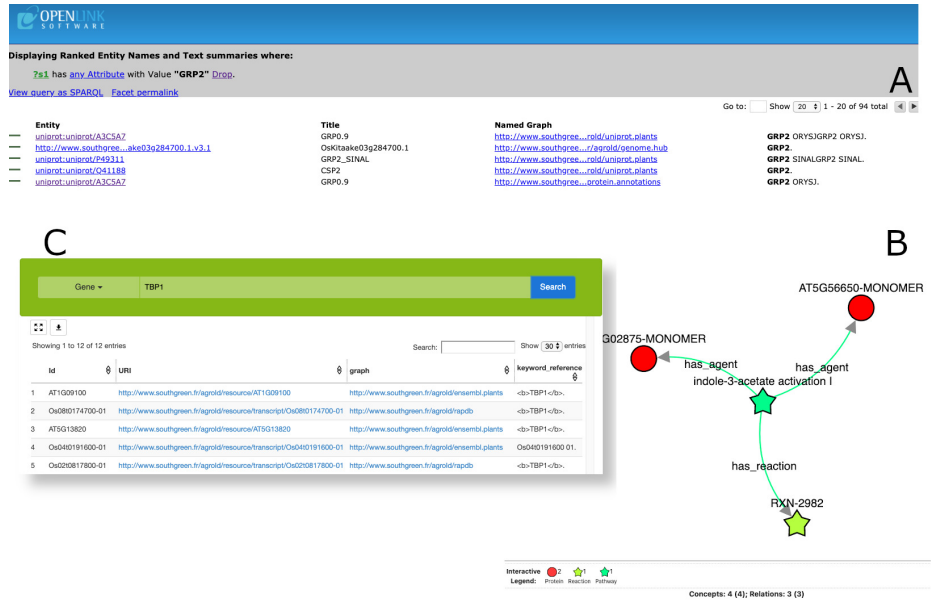 OPENLINK
SOFTWARE
Displaying Ranked Entity Names and Text summaries where:
?s1 has any Attribute with Value "GRP2" Drop.
View query as SPARQL Facet permalink
A
Go to: Show 20 1 - 20 of 94 total
Entity Title Named Graph
uniprot:uniprot/A3C5A7 GRP0.9 http://www.southgree...rold/uniprot.plants GRP2 ORYSJGRP2 ORYSJ.
http://www.southgree...ake03g284700.v3.1 OsKitaake03g284700.1 http://www.southgree...r/agrold/genome.hub GRP2.
uniprot:uniprot/P49311 GRP2_SINAL http://www.southgree...rold/uniprot.plants GRP2 SINALGRP2 SINAL.
uniprot:uniprot/Q41188 CSP2 http://www.southgree...rold/uniprot.plants GRP2.
uniprot:uniprot/A3C5A7 GRP0.9 http://www.southgree...protein.annotations GRP2 ORYSJ.
C
Gene TBP1 Search
Showing 1 to 12 of 12 entries Search: Show 30 entries
Id URI graph keyword_reference
1 AT1G09100 http://www.southgreen.fr/agrold/resource/AT1G09100 http://www.southgreen.fr/agrold/ensembl.plants <b>TBP1</b>.
2 Os08t0174700-01 http://www.southgreen.fr/agrold/resource/transcript/Os08t0174700-01 http://www.southgreen.fr/agrold/rapdb <b>TBP1</b>.
3 AT5G13820 http://www.southgreen.fr/agrold/resource/AT5G13820 http://www.southgreen.fr/agrold/ensembl.plants <b>TBP1</b>.
4 Os04t0191600-01 http://www.southgreen.fr/agrold/resource/transcript/Os04t0191600-01 http://www.southgreen.fr/agrold/ensembl.plants Os04t0191600 01.
5 Os02t0817800-01 http://www.southgreen.fr/agrold/resource/transcript/Os02t0817800-01 http://www.southgreen.fr/agrold/rapdb <b>TBP1</b>.
B
AT5G56650-MONOMER
G02875-MONOMER
has_agent
has_agent
indole-3-acetate activation I
has_reaction
RXN-2982
Interactive 2 1 1
Legend: Protein Reaction Pathway
Concepts: 4 (4); Relations: 3 (3)